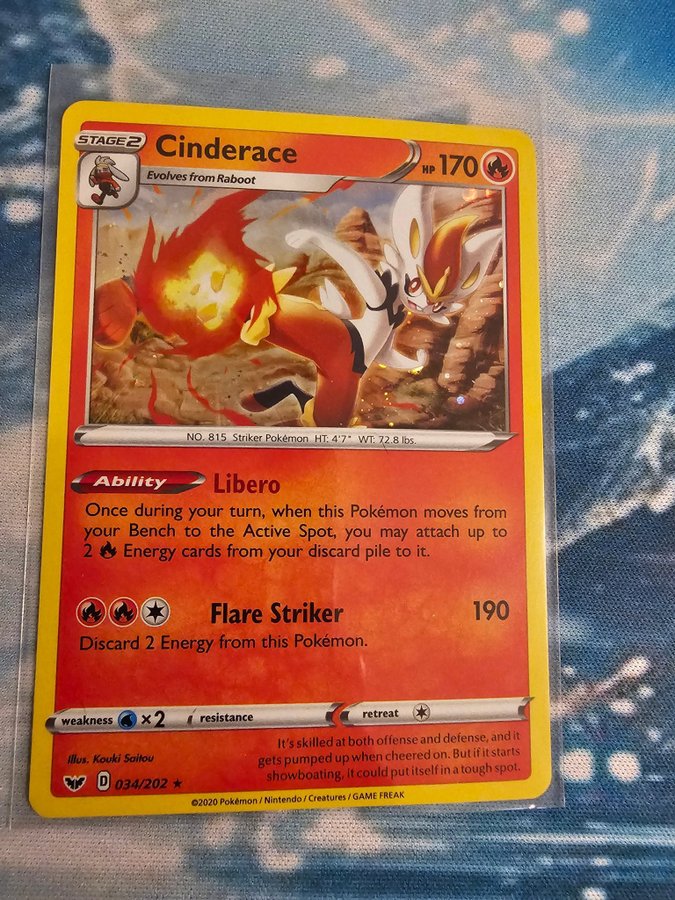 STAGE 2 Cinderace HP 170
Evolves from Raboot
NO. 815 Striker Pokémon HT: 4'7" WT: 72.8 lbs.
Ability Libero
Once during your turn, when this Pokémon moves from
your Bench to the Active Spot, you may attach up to
2 Energy cards from your discard pile to it.
Flare Striker 190
Discard 2 Energy from this Pokémon.
weakness ×2 resistance retreat
Illus. Kouki Saitou
It's skilled at both offense and defense, and it
gets pumped up when cheered on. But if it starts
showboating, it could put itself in a tough spot.
D 034/202 ★
©2020 Pokémon / Nintendo / Creatures / GAME FREAK